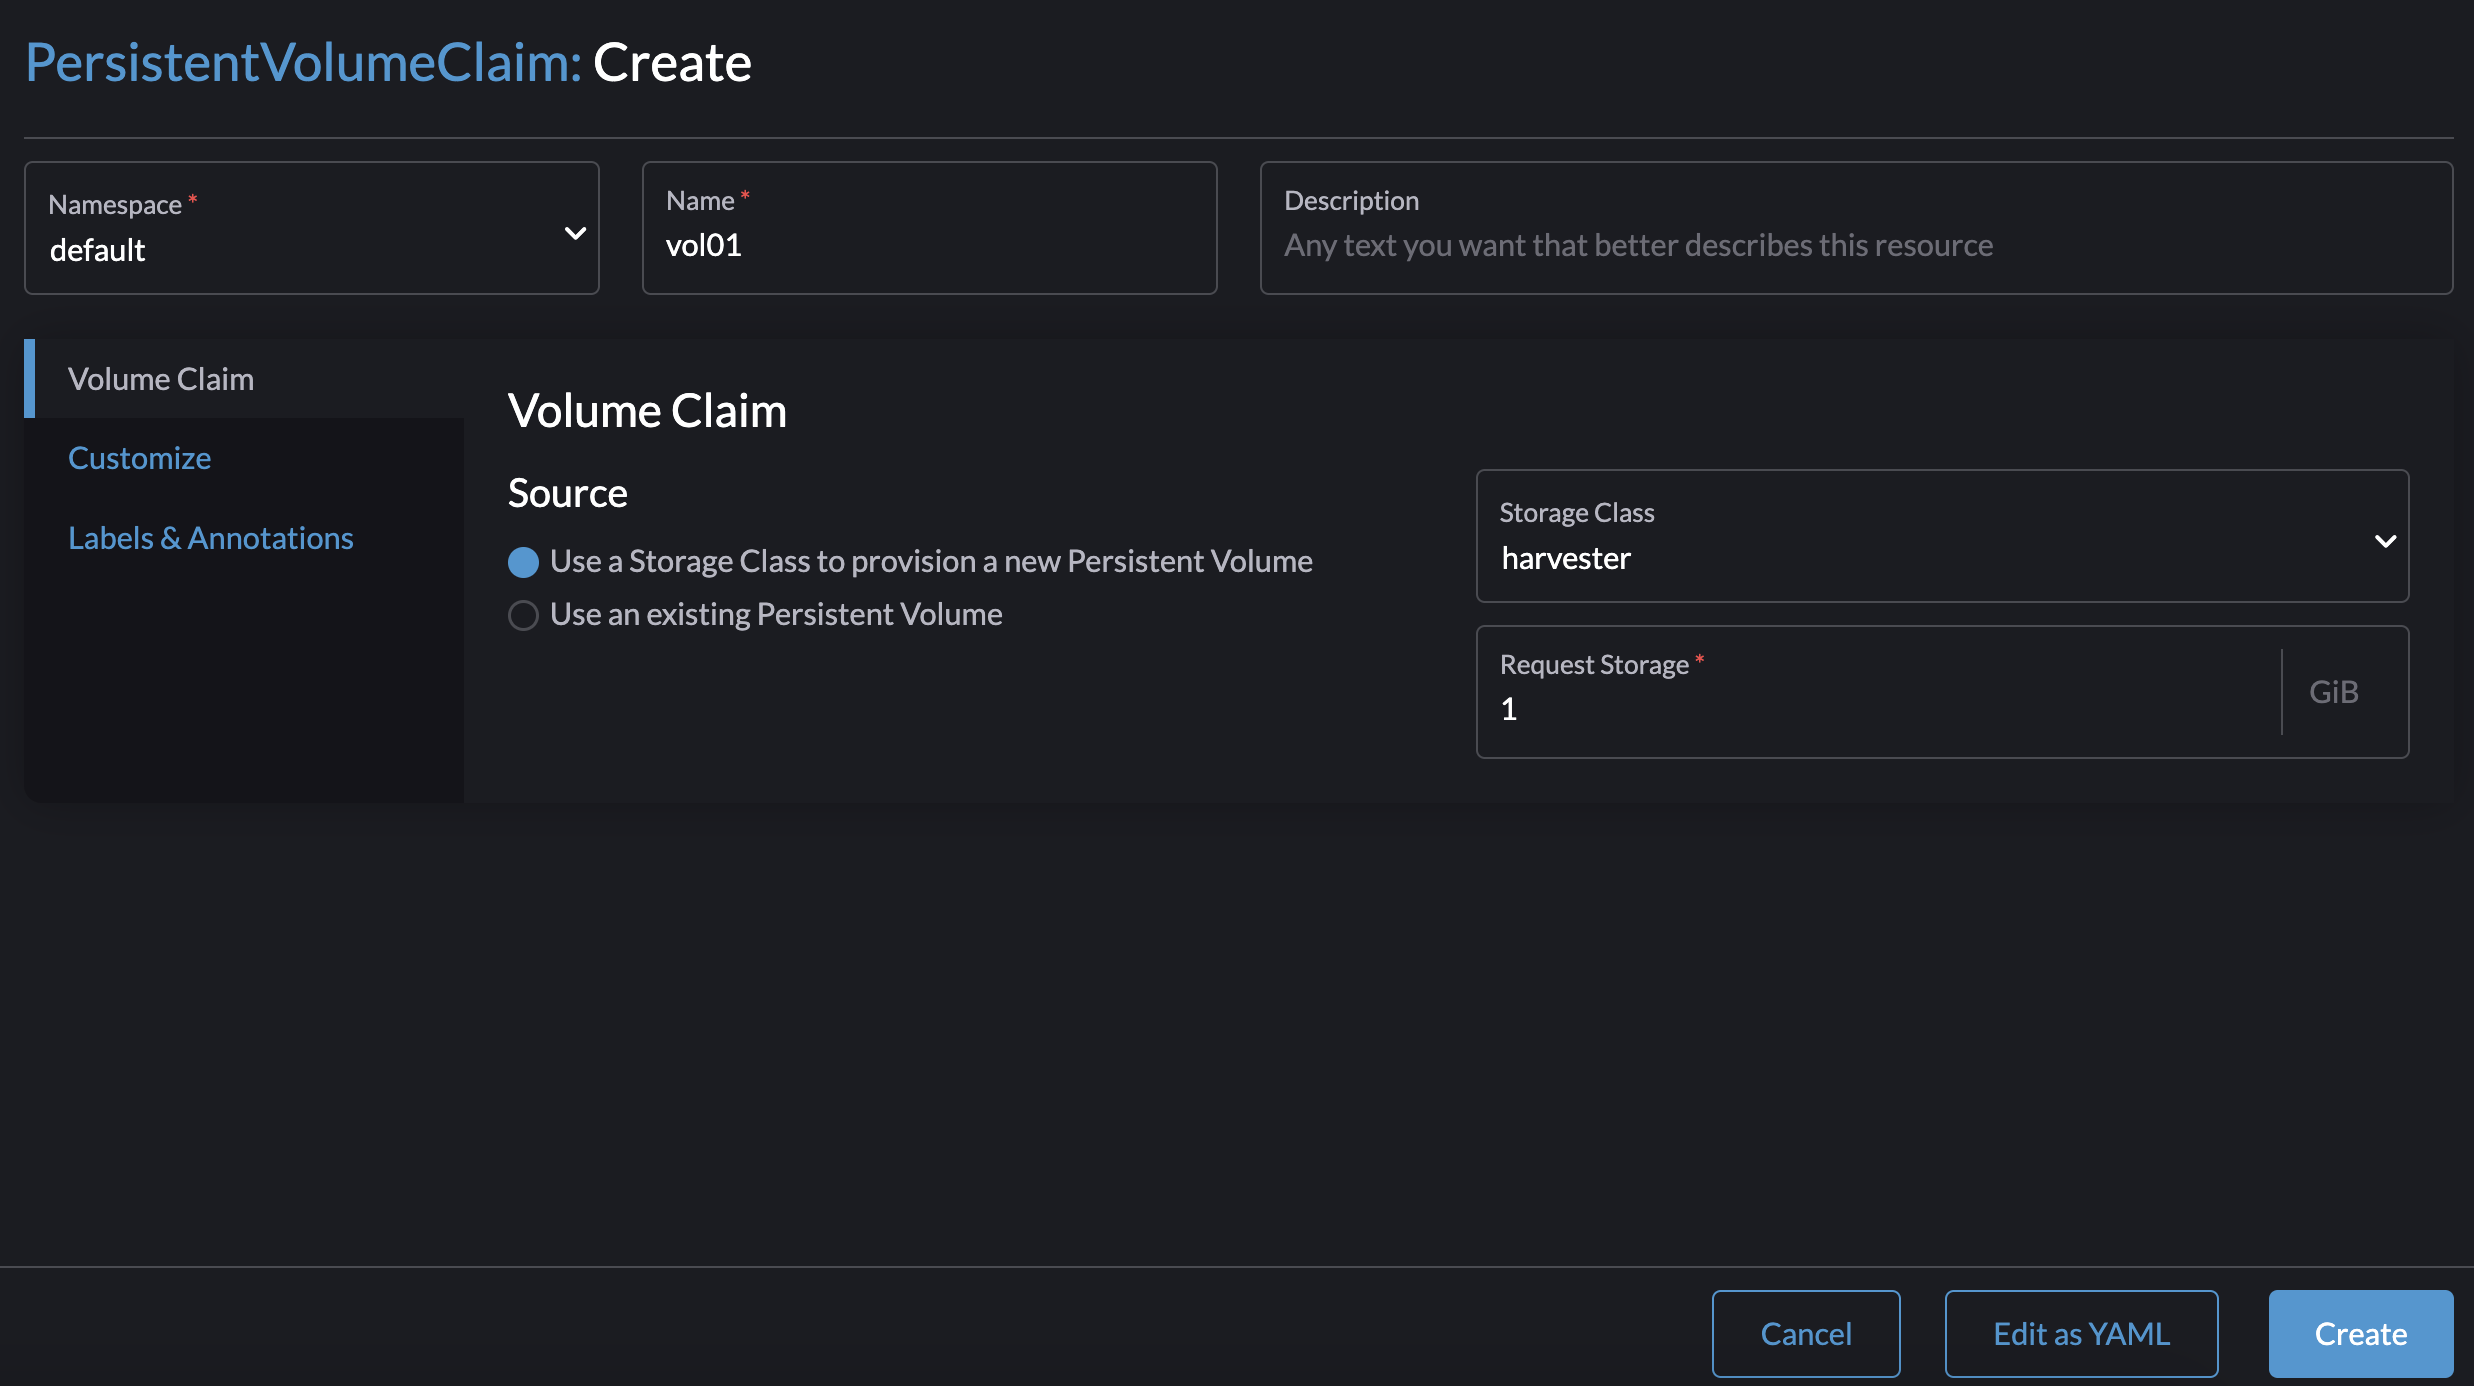 PersistentVolumeClaim: Create
Namespace *
default
Name *
vol01
Description
Any text you want that better describes this resource
Volume Claim
Customize
Labels & Annotations
Volume Claim
Source
Use a Storage Class to provision a new Persistent Volume
Use an existing Persistent Volume
Storage Class
harvester
Request Storage *
1
GiB
Cancel
Edit as YAML
Create